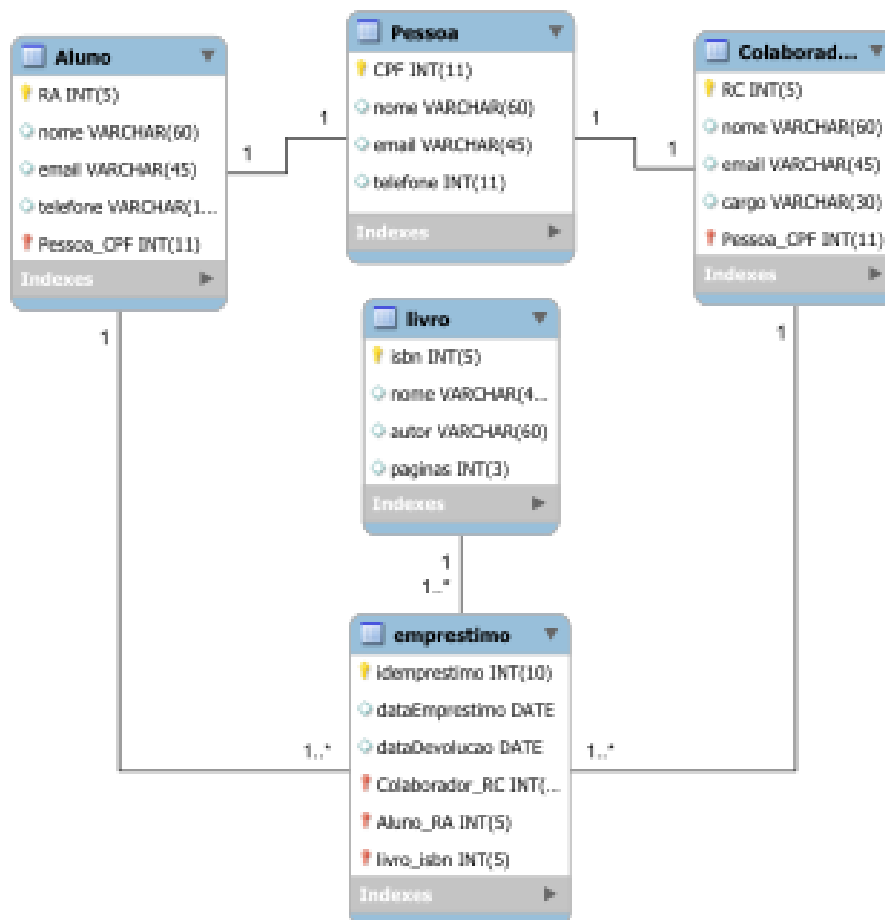 Aluno
RA INT(5)
nome VARCHAR(60)
email VARCHAR(45)
telefone VARCHAR(1...
Pessoa_CPF INT(11)
Indexes
Pessoa
CPF INT(11)
nome VARCHAR(60)
email VARCHAR(45)
telefone INT(11)
Indexes
Colaborad...
RC INT(5)
nome VARCHAR(60)
email VARCHAR(45)
cargo VARCHAR(30)
Pessoa_CPF INT(11)
Indexes
1
1
1
1
livro
isbn INT(5)
nome VARCHAR(4...
autor VARCHAR(60)
paginas INT(3)
Indexes
1
1
1
1..*
emprestimo
idemprestimo INT(10)
dataEmprestimo DATE
dataDevolucao DATE
Colaborador_RC INT(...
Aluno_RA INT(5)
livro_isbn INT(5)
Indexes
1..*
1..*